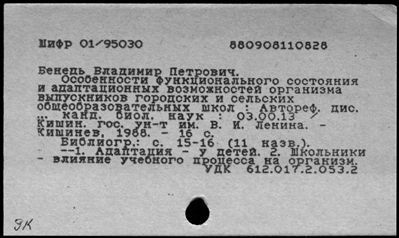 Шифр 01/95030 880908110828
Бенедь Владимир Петрович.
Особенности функционального состояния
и адаптационных возможностей организма
выпускников городских и сельских
общеобразовательных школ : Автореф. дис.
... канд. биол. наук : 03.00.13 /
Кишин. гос. ун-т им. В. И. Ленина. -
Кишинев, 1988. - 16 с.
Библиогр.: с. 15-16 (11 назв.).
--1. Адаптация - у детей. 2. Школьники
- влияние учебного процесса на организм.
УДК 612.017.2.053.2
ЭК